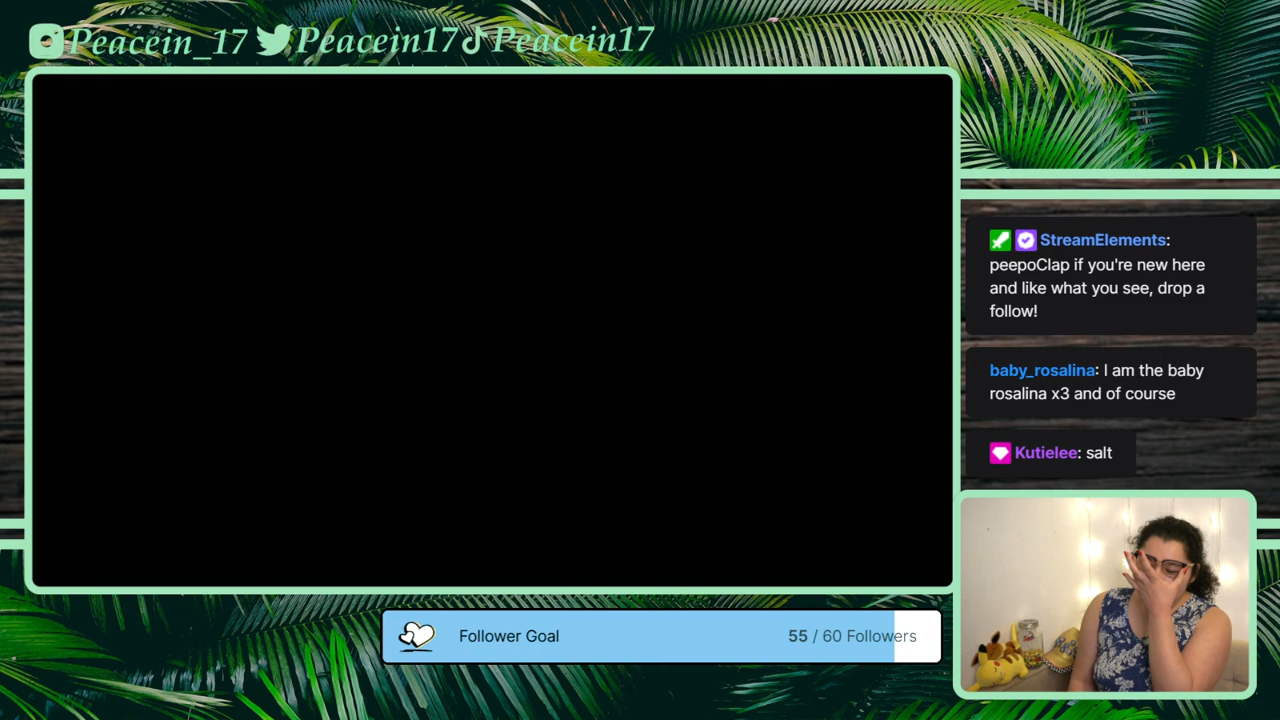 Peacein_17 Peacein17 Peacein17
StreamElements:
peepoClap if you're new here
and like what you see, drop a
follow!
baby_rosalina: I am the baby
rosalina x3 and of course
Kutielee: salt
Follower Goal 55 / 60 Followers